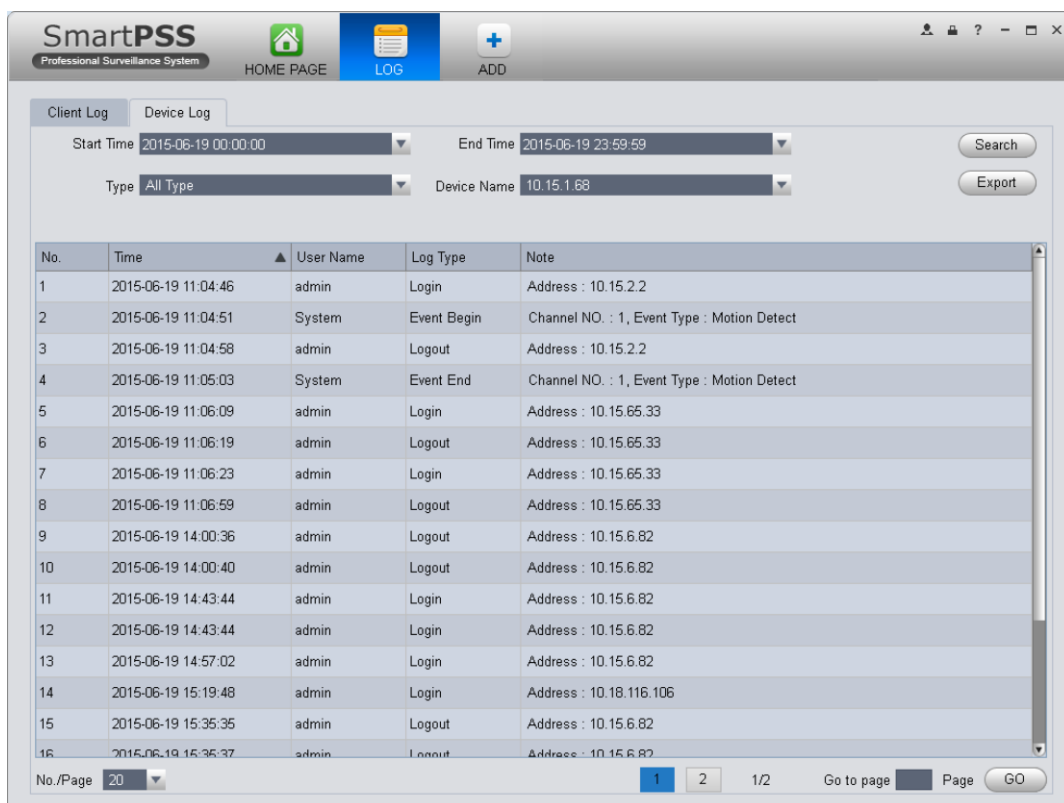 SmartPSS
Professional Surveillance System
HOME PAGE
LOG
ADD
Client Log
Device Log
Start Time 2015-06-19 00:00:00 End Time 2015-06-19 23:59:59 Search
Type All Type Device Name 10.15.1.68 Export
No. Time User Name Log Type Note
1 2015-06-19 11:04:46 admin Login Address : 10.15.2.2
2 2015-06-19 11:04:51 System Event Begin Channel NO. : 1, Event Type : Motion Detect
3 2015-06-19 11:04:58 admin Logout Address : 10.15.2.2
4 2015-06-19 11:05:03 System Event End Channel NO. : 1, Event Type : Motion Detect
5 2015-06-19 11:06:09 admin Login Address : 10.15.65.33
6 2015-06-19 11:06:19 admin Logout Address : 10.15.65.33
7 2015-06-19 11:06:23 admin Login Address : 10.15.65.33
8 2015-06-19 11:06:59 admin Logout Address : 10.15.65.33
9 2015-06-19 14:00:36 admin Login Address : 10.15.6.82
10 2015-06-19 14:00:40 admin Logout Address : 10.15.6.82
11 2015-06-19 14:43:44 admin Login Address : 10.15.6.82
12 2015-06-19 14:43:44 admin Login Address : 10.15.6.82
13 2015-06-19 14:57:02 admin Login Address : 10.15.6.82
14 2015-06-19 15:19:48 admin Login Address : 10.18.116.106
15 2015-06-19 15:35:35 admin Logout Address : 10.15.6.82
16 2015-06-19 15:35:37 admin Logout Address : 10.15.6.82
No./Page 20 1 2 1/2 Go to page Page GO